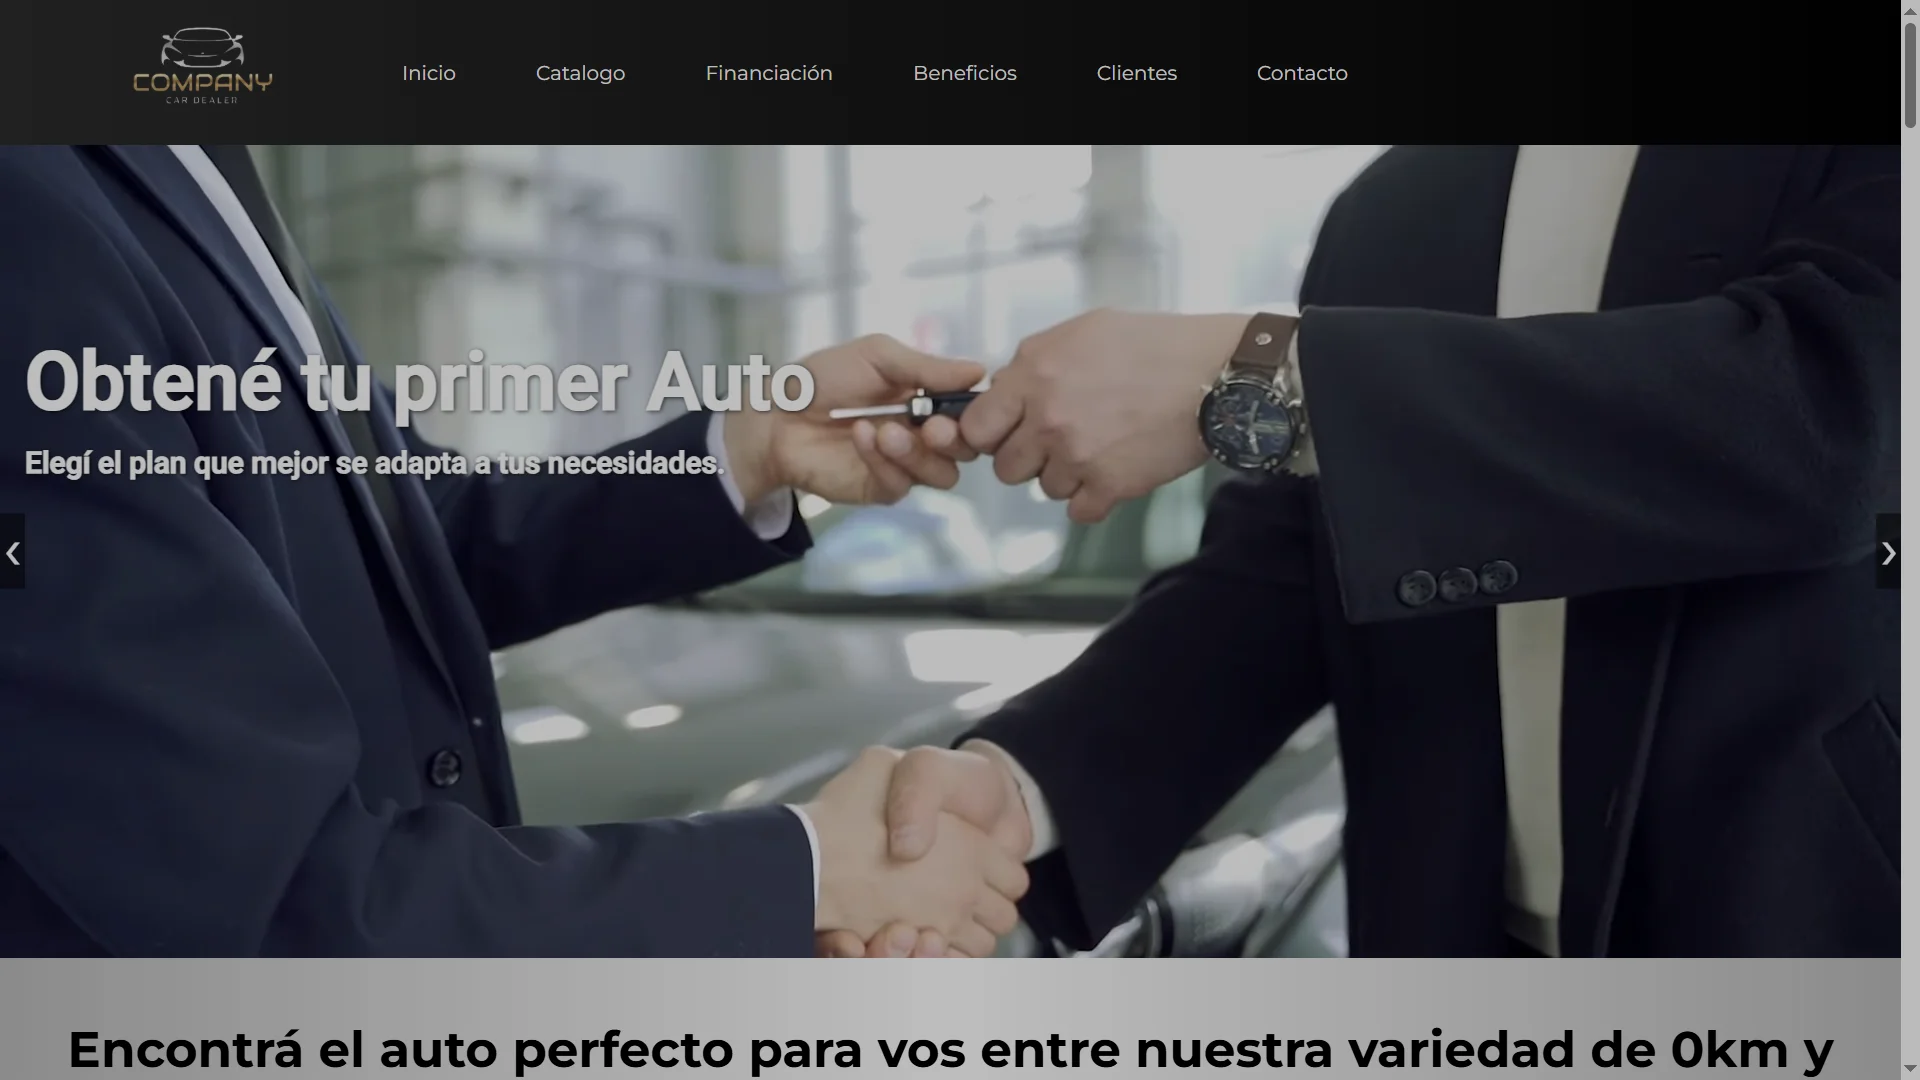 COMPANY
CAR DEALER
Inicio
Catalogo
Financiación
Beneficios
Clientes
Contacto
Obtené tu primer Auto
Elegí el plan que mejor se adapta a tus necesidades.
Encontrá el auto perfecto para vos entre nuestra variedad de 0km y